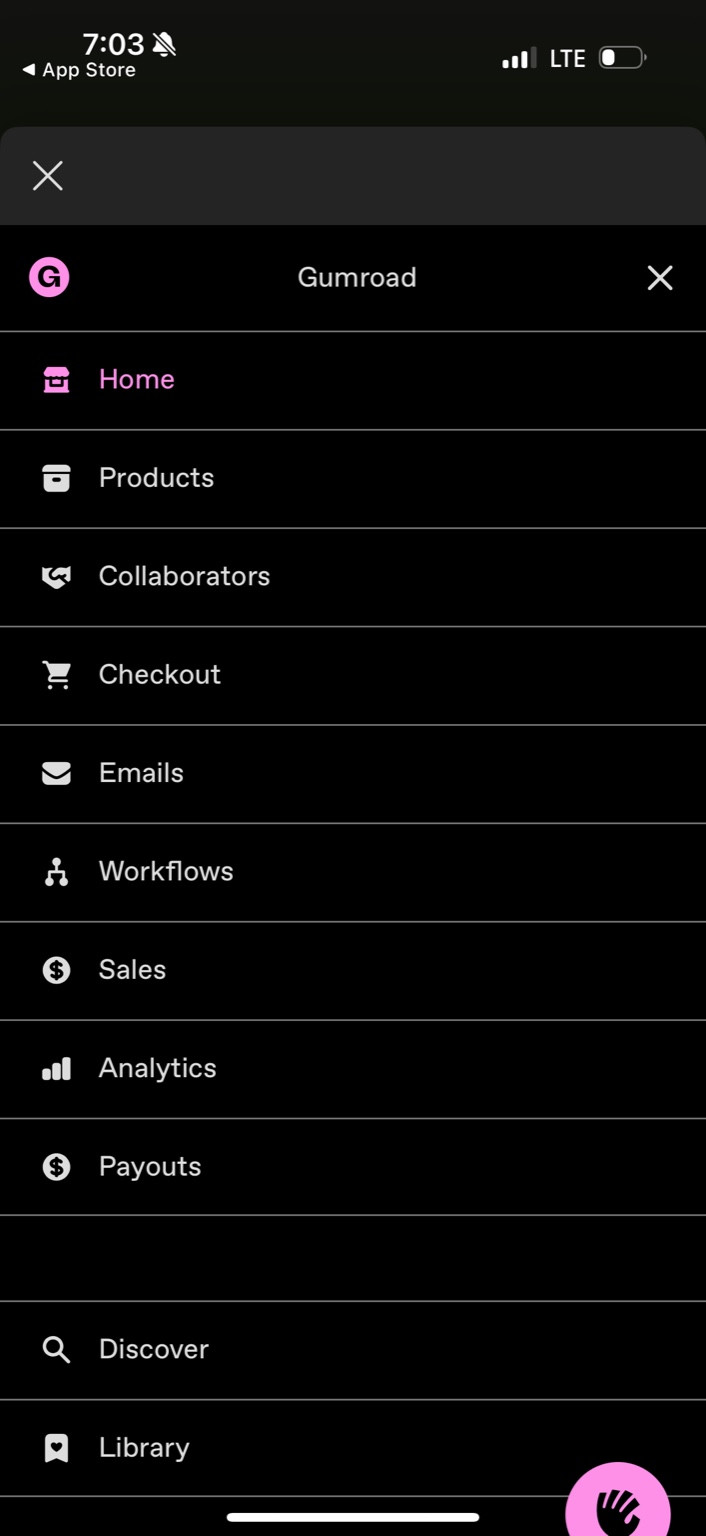 7:03
App Store
LTE
G
Gumroad
Home
Products
Collaborators
Checkout
Emails
Workflows
Sales
Analytics
Payouts
Discover
Library